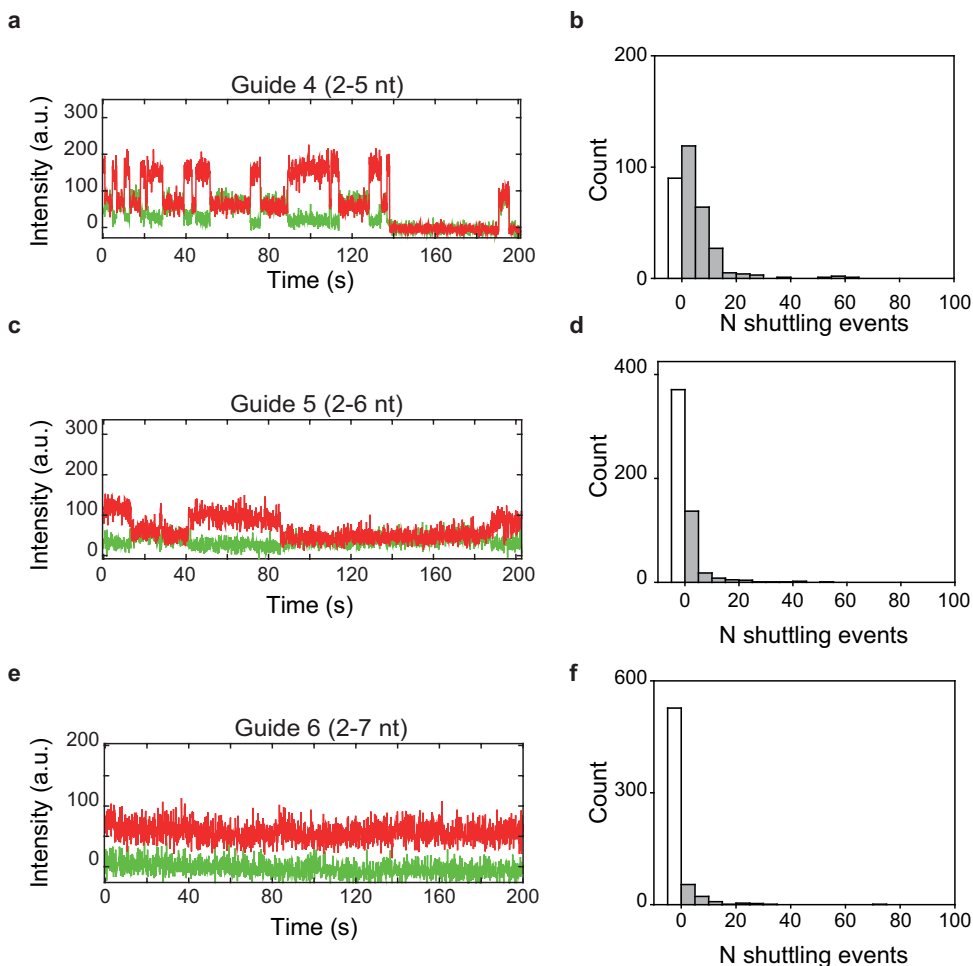 a
Guide 4 (2-5 nt)
Intensity (a.u.)
300
200
100
0
0 40 80 120 160 200
Time (s)
b
Count
200
100
0
0 20 40 60 80 100
N shuttling events
c
Guide 5 (2-6 nt)
Intensity (a.u.)
300
200
100
0
0 40 80 120 160 200
Time (s)
d
Count
400
200
0
0 20 40 60 80 100
N shuttling events
e
Guide 6 (2-7 nt)
Intensity (a.u.)
200
100
0
0 40 80 120 160 200
Time (s)
f
Count
600
300
0
0 20 40 60 80 100
N shuttling events